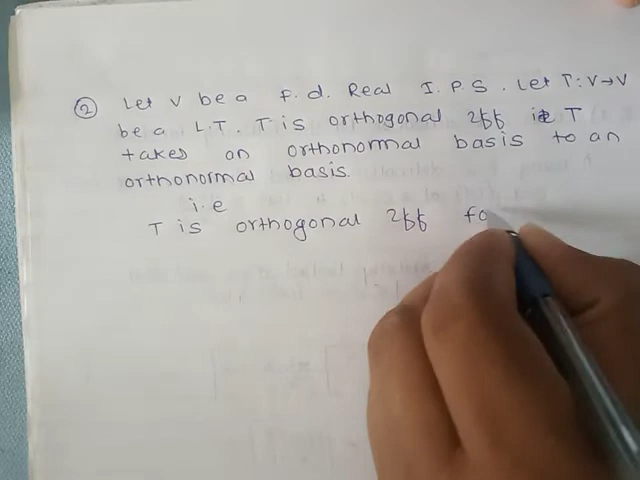 ② Let V be a f.d. Real I.P.S. Let T:V→V
be a L.T. T is orthogonal iff it T
takes an orthonormal basis to an
orthonormal basis.
i.e
T is orthogonal iff fo